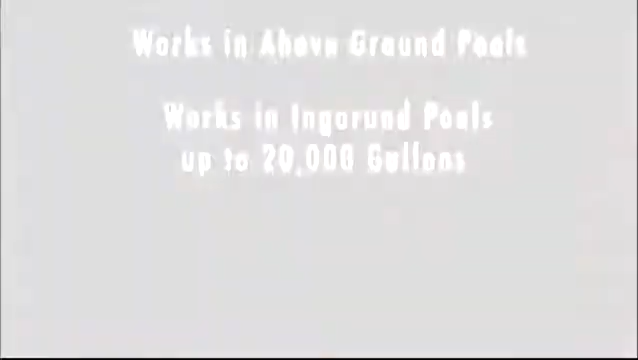 Works in Above Ground Pools
Works in Ingorund Pools
up to 20,000 Gallons